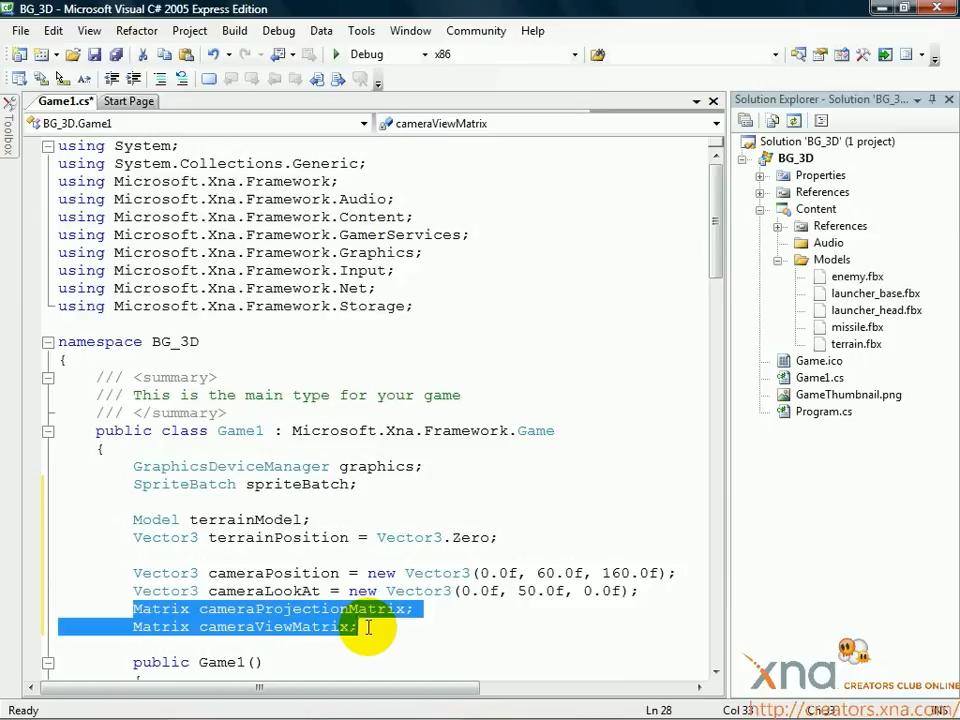 BG_3D - Microsoft Visual C# 2005 Express Edition
File Edit View Refactor Project Build Debug Data Tools Window Community Help
Debug x86
Game1.cs* Start Page
Solution Explorer - Solution 'BG_3...
Toolbox
BG_3D.Game1 cameraViewMatrix
using System;
using System.Collections.Generic;
using Microsoft.Xna.Framework;
using Microsoft.Xna.Framework.Audio;
using Microsoft.Xna.Framework.Content;
using Microsoft.Xna.Framework.GamerServices;
using Microsoft.Xna.Framework.Graphics;
using Microsoft.Xna.Framework.Input;
using Microsoft.Xna.Framework.Net;
using Microsoft.Xna.Framework.Storage;
namespace BG_3D
{
/// <summary>
/// This is the main type for your game
/// </summary>
public class Game1 : Microsoft.Xna.Framework.Game
{
GraphicsDeviceManager graphics;
SpriteBatch spriteBatch;
Model terrainModel;
Vector3 terrainPosition = Vector3.Zero;
Vector3 cameraPosition = new Vector3(0.0f, 60.0f, 160.0f);
Vector3 cameraLookAt = new Vector3(0.0f, 50.0f, 0.0f);
Matrix cameraProjectionMatrix;
Matrix cameraViewMatrix;
public Game1()
Solution 'BG_3D' (1 project)
BG_3D
Properties
References
Content
References
Audio
Models
enemy.fbx
launcher_base.fbx
launcher_head.fbx
missile.fbx
terrain.fbx
Game.ico
Game1.cs
GameThumbnail.png
Program.cs
xna CREATORS CLUB ONLINE
Ready Ln 28 Col 33 INS
http://creators.xna.com/